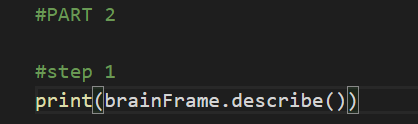 #PART 2
#step 1
print(brainFrame.describe())